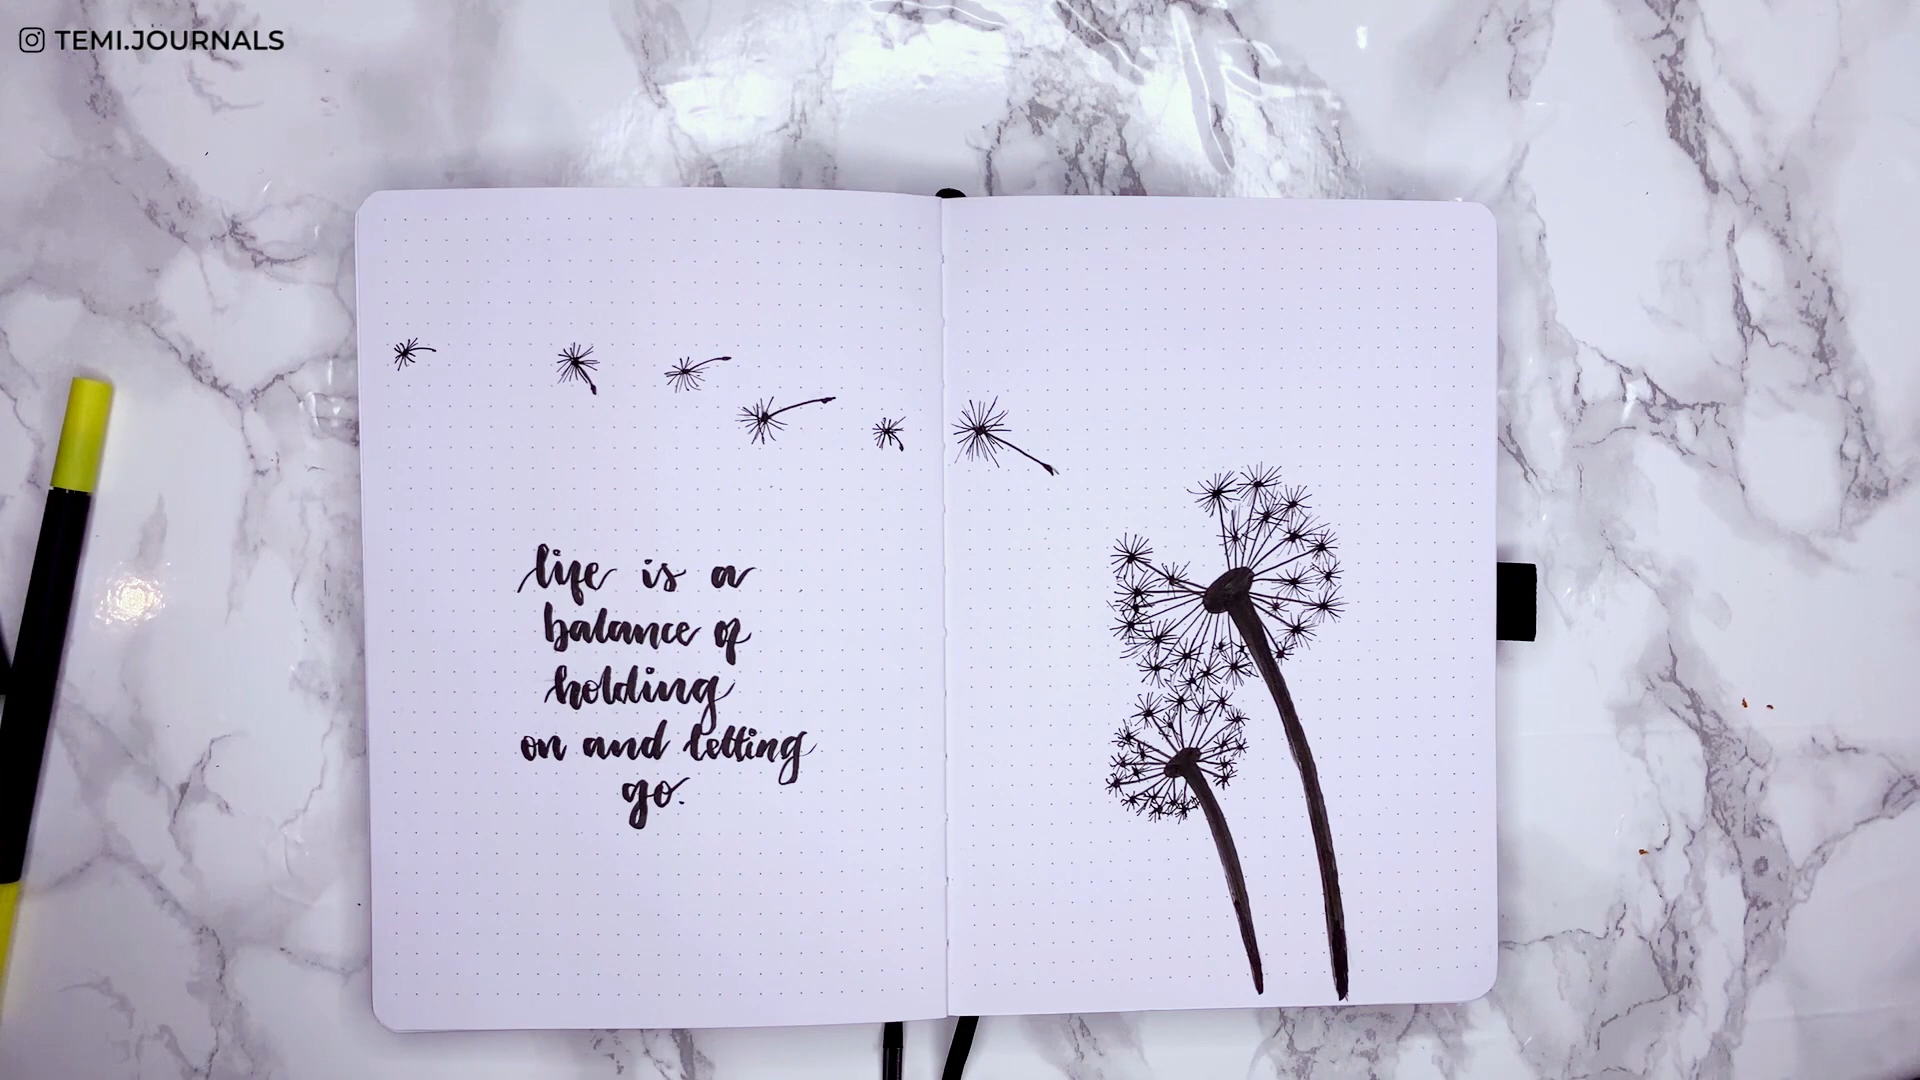 TEMI.JOURNALS
life is a
balance of
holding
on and letting
go.